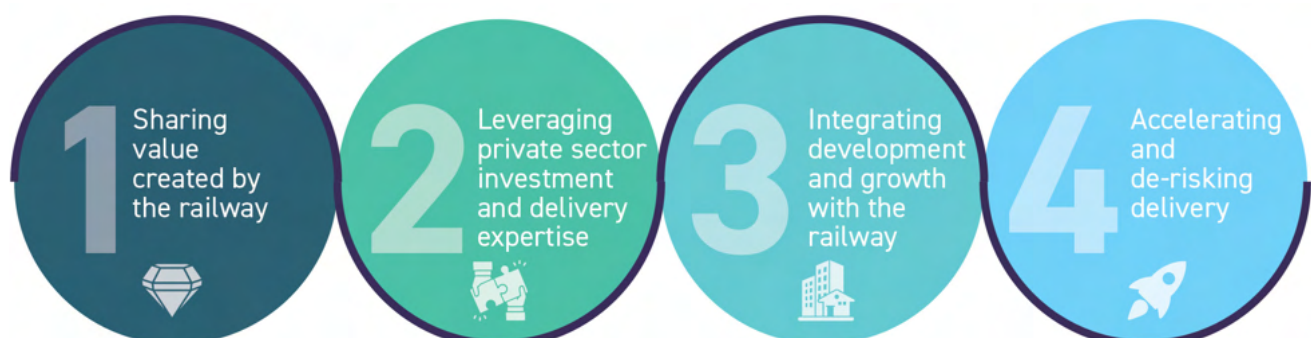 1
Sharing
value
created by
the railway
2
Leveraging
private sector
investment
and delivery
expertise
3
Integrating
development
and growth
with the
railway
4
Accelerating
and
de-risking
delivery